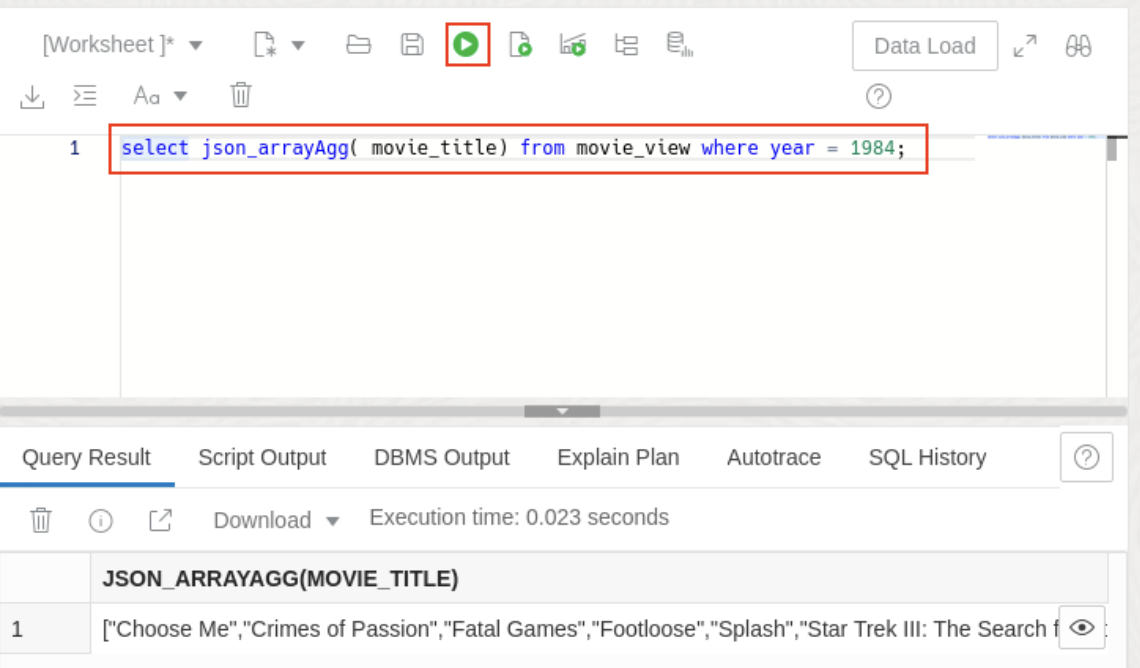 [Worksheet ]*
Data Load
Aa
1 select json_arrayAgg( movie_title) from movie_view where year = 1984;
Query Result Script Output DBMS Output Explain Plan Autotrace SQL History
Download Execution time: 0.023 seconds
JSON_ARRAYAGG(MOVIE_TITLE)
1 ["Choose Me","Crimes of Passion","Fatal Games","Footloose","Splash","Star Trek III: The Search